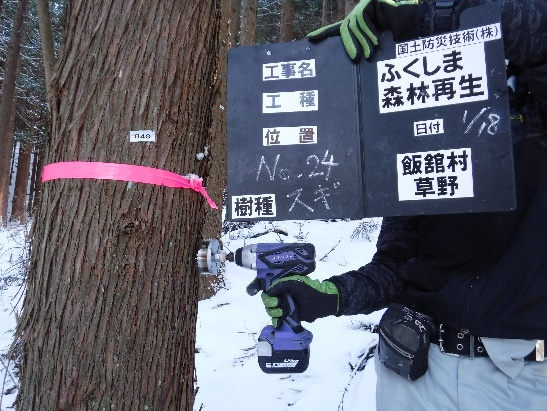 048
工事名
工種
位置
No.24
樹種 スギ
国土防災技術(株)
ふくしま
森林再生
日付 1/18
飯舘村
草野